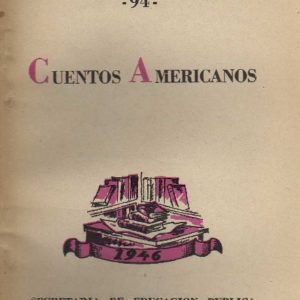 -94-
CUENTOS AMERICANOS
1946
SECRETARIA DE EDUCACION PUBLICA